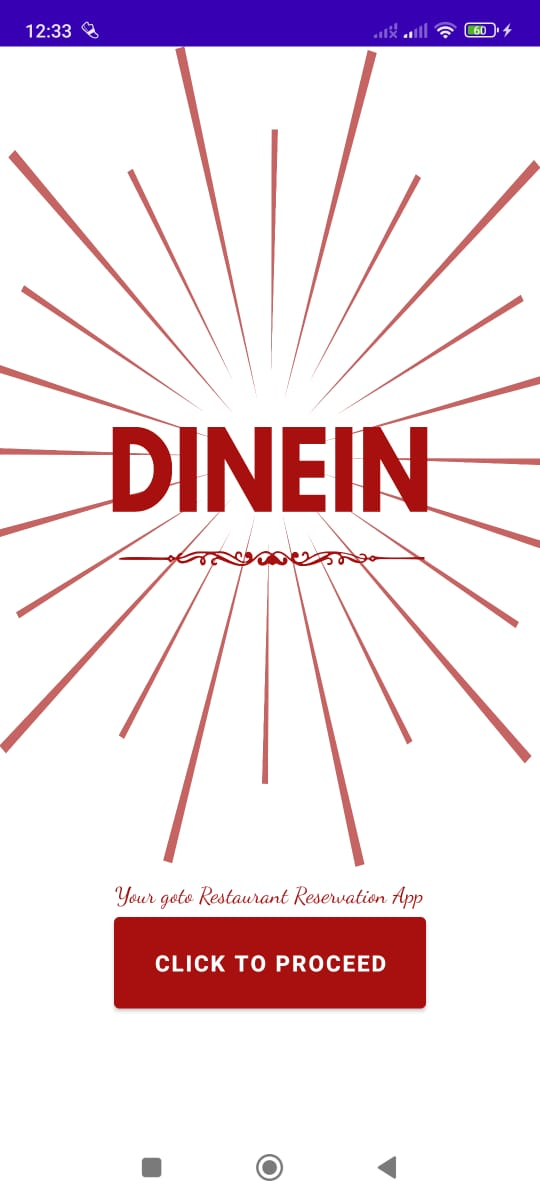 12:33
60
DINEIN
Your goto Restaurant Reservation App
CLICK TO PROCEED